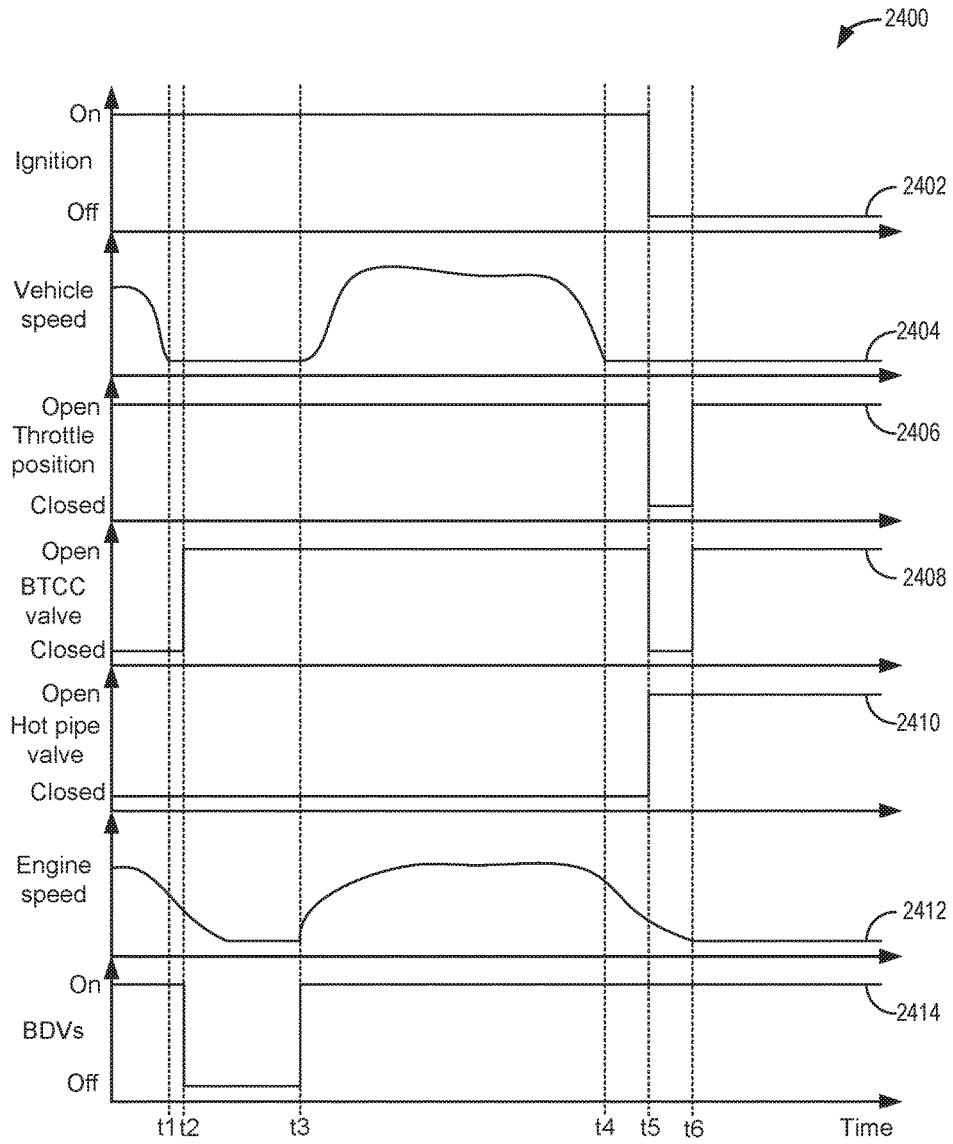 2400
On
Ignition
Off
2402
Vehicle
speed
2404
Open
Throttle
position
Closed
2406
Open
BTCC
valve
Closed
2408
Open
Hot pipe
valve
Closed
2410
Engine
speed
2412
On
BDVs
Off
2414
t1 t2 t3 t4 t5 t6 Time